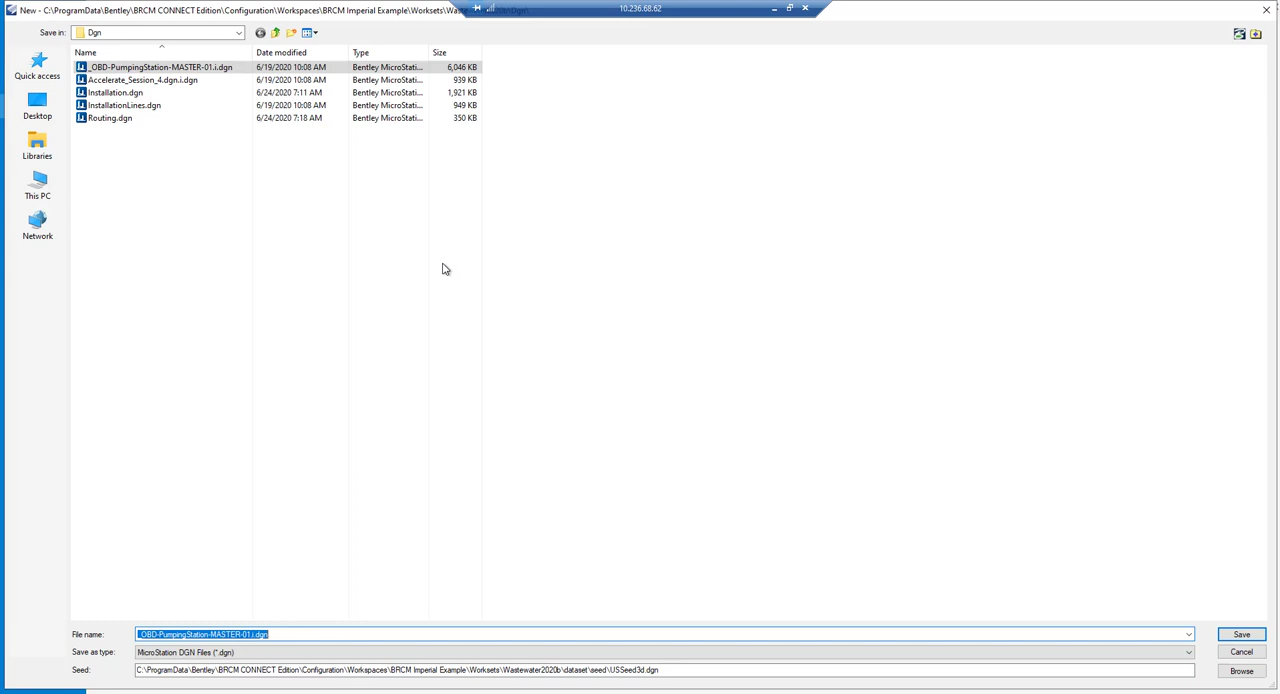 New - C:\ProgramData\Bentley\BRCM CONNECT Edition\Configuration\Workspaces\BRCM Imperial Example\Worksets\
10.236.68.62
Save in: Dgn
Name Date modified Type Size
_OBD-PumpingStation-MASTER-01.i.dgn 6/19/2020 10:08 AM Bentley MicroStati... 6,046 KB
Accelerate_Session_4.dgn.i.dgn 6/19/2020 10:08 AM Bentley MicroStati... 939 KB
Installation.dgn 6/24/2020 7:11 AM Bentley MicroStati... 1,921 KB
InstallationLines.dgn 6/19/2020 10:08 AM Bentley MicroStati... 949 KB
Routing.dgn 6/24/2020 7:18 AM Bentley MicroStati... 350 KB
Quick access
Desktop
Libraries
This PC
Network
File name: _OBD-PumpingStation-MASTER-01.i.dgn Save
Save as type: MicroStation DGN Files (*.dgn) Cancel
Seed: C:\ProgramData\Bentley\BRCM CONNECT Edition\Configuration\Workspaces\BRCM Imperial Example\Worksets\Wastewater2020b\dataset\seed\USSeed3d.dgn Browse